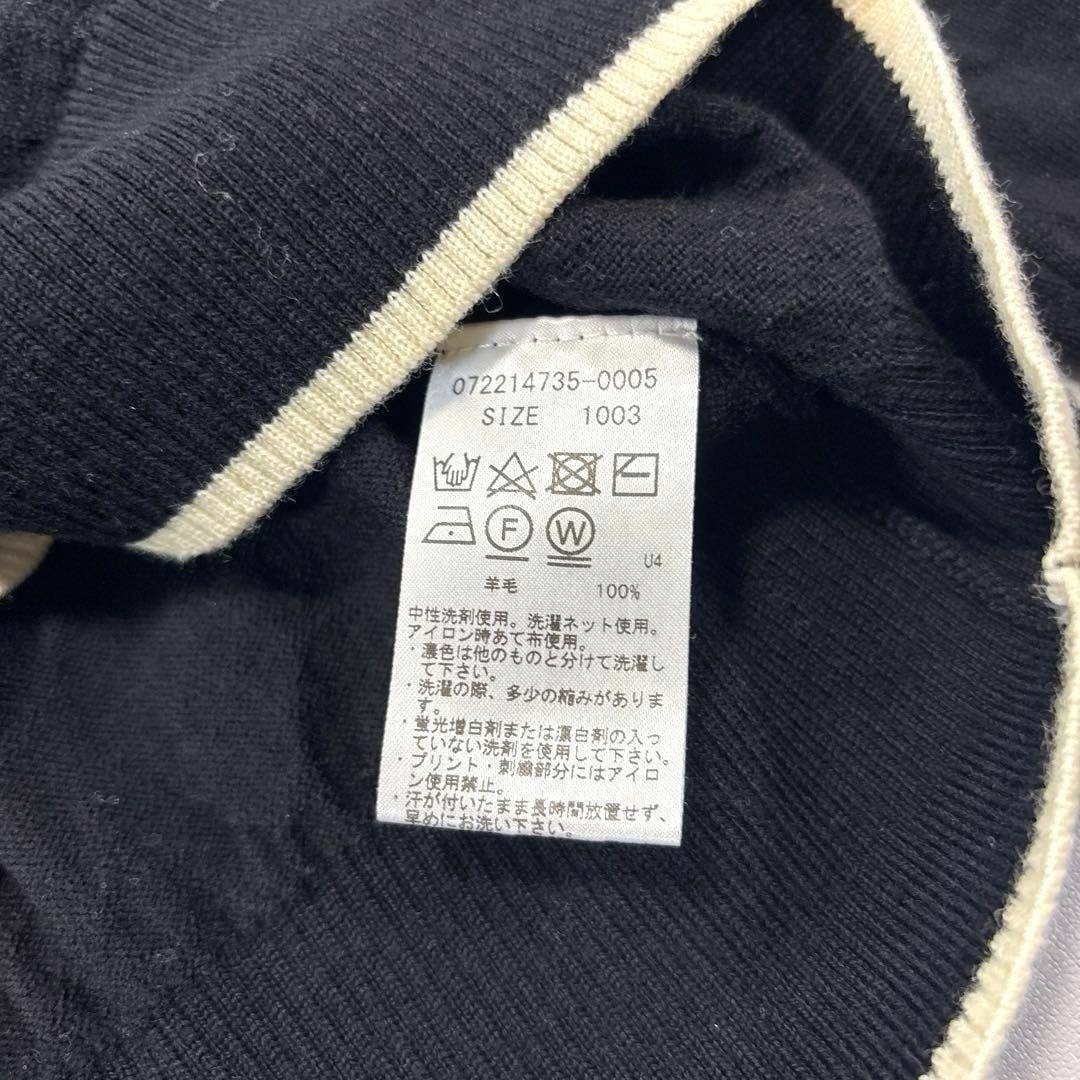 072214735-0005
SIZE 1003
F W
U4
羊毛 100%
中性洗剤使用。洗濯ネット使用。
アイロン時あて布使用。
・濃色は他のものと分けて洗濯し
て下さい。
・洗濯の際、多少の縮みがありま
す。
・蛍光増白剤または漂白剤の入っ
ていない洗剤を使用して下さい。
・プリント・刺繍部分にはアイロ
ン使用禁止。
・汗が付いたまま長時間放置せず、
早めにお洗い下さい。